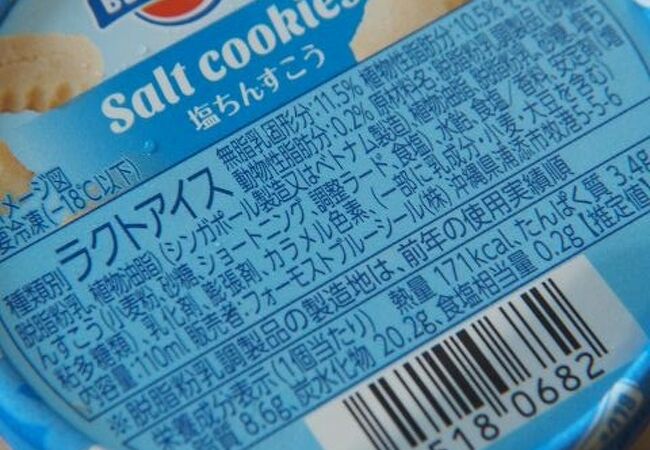 Salt cookies
塩ちんすこう
メージ図
要冷凍(-18℃以下)
種類別 ラクトアイス
無脂乳固形分:11.5% 植物性脂肪分:10.5%
動物性脂肪分:0.2% 原材料名:脱脂粉乳調製品
脱脂粉乳、植物油脂(シンガポール製造又はベトナム製造)
んすこう(小麦粉、砂糖、ショートニング、調整ラード、食塩)、水飴、食塩/香料、安定剤
粘多糖類)、乳化剤、膨張剤、カラメル色素、(一部に乳成分・小麦・大豆を含む)
内容量:110ml 販売者:フォーモストブルーシール(株) 沖縄県浦添市牧港5-5-6
※脱脂粉乳調製品の製造地は、前年の使用実績順
栄養成分表示(1個当たり) 熱量 171kcal、たんぱく質 3.4g
脂質 8.6g、炭水化物 20.2g、食塩相当量 0.2g【推定値】
518 0682